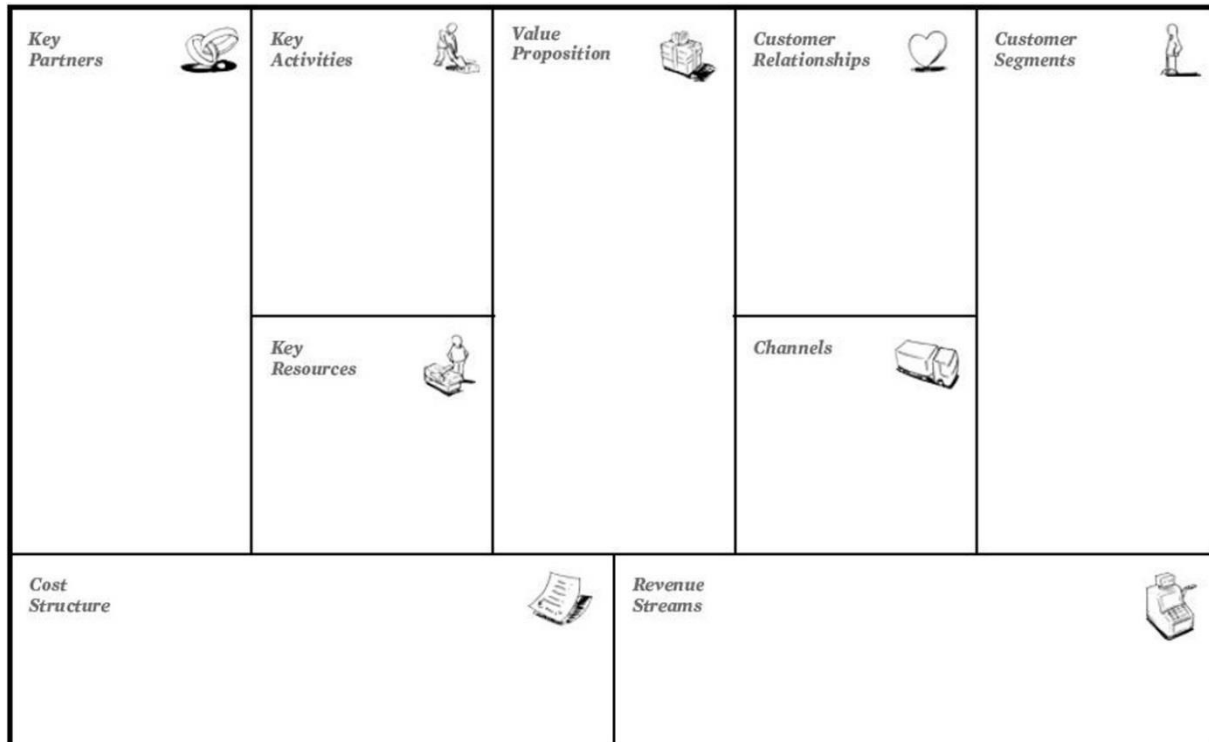 Key
Partners
Key
Activities
Value
Proposition
Customer
Relationships
Customer
Segments
Key
Resources
Channels
Cost
Structure
Revenue
Streams